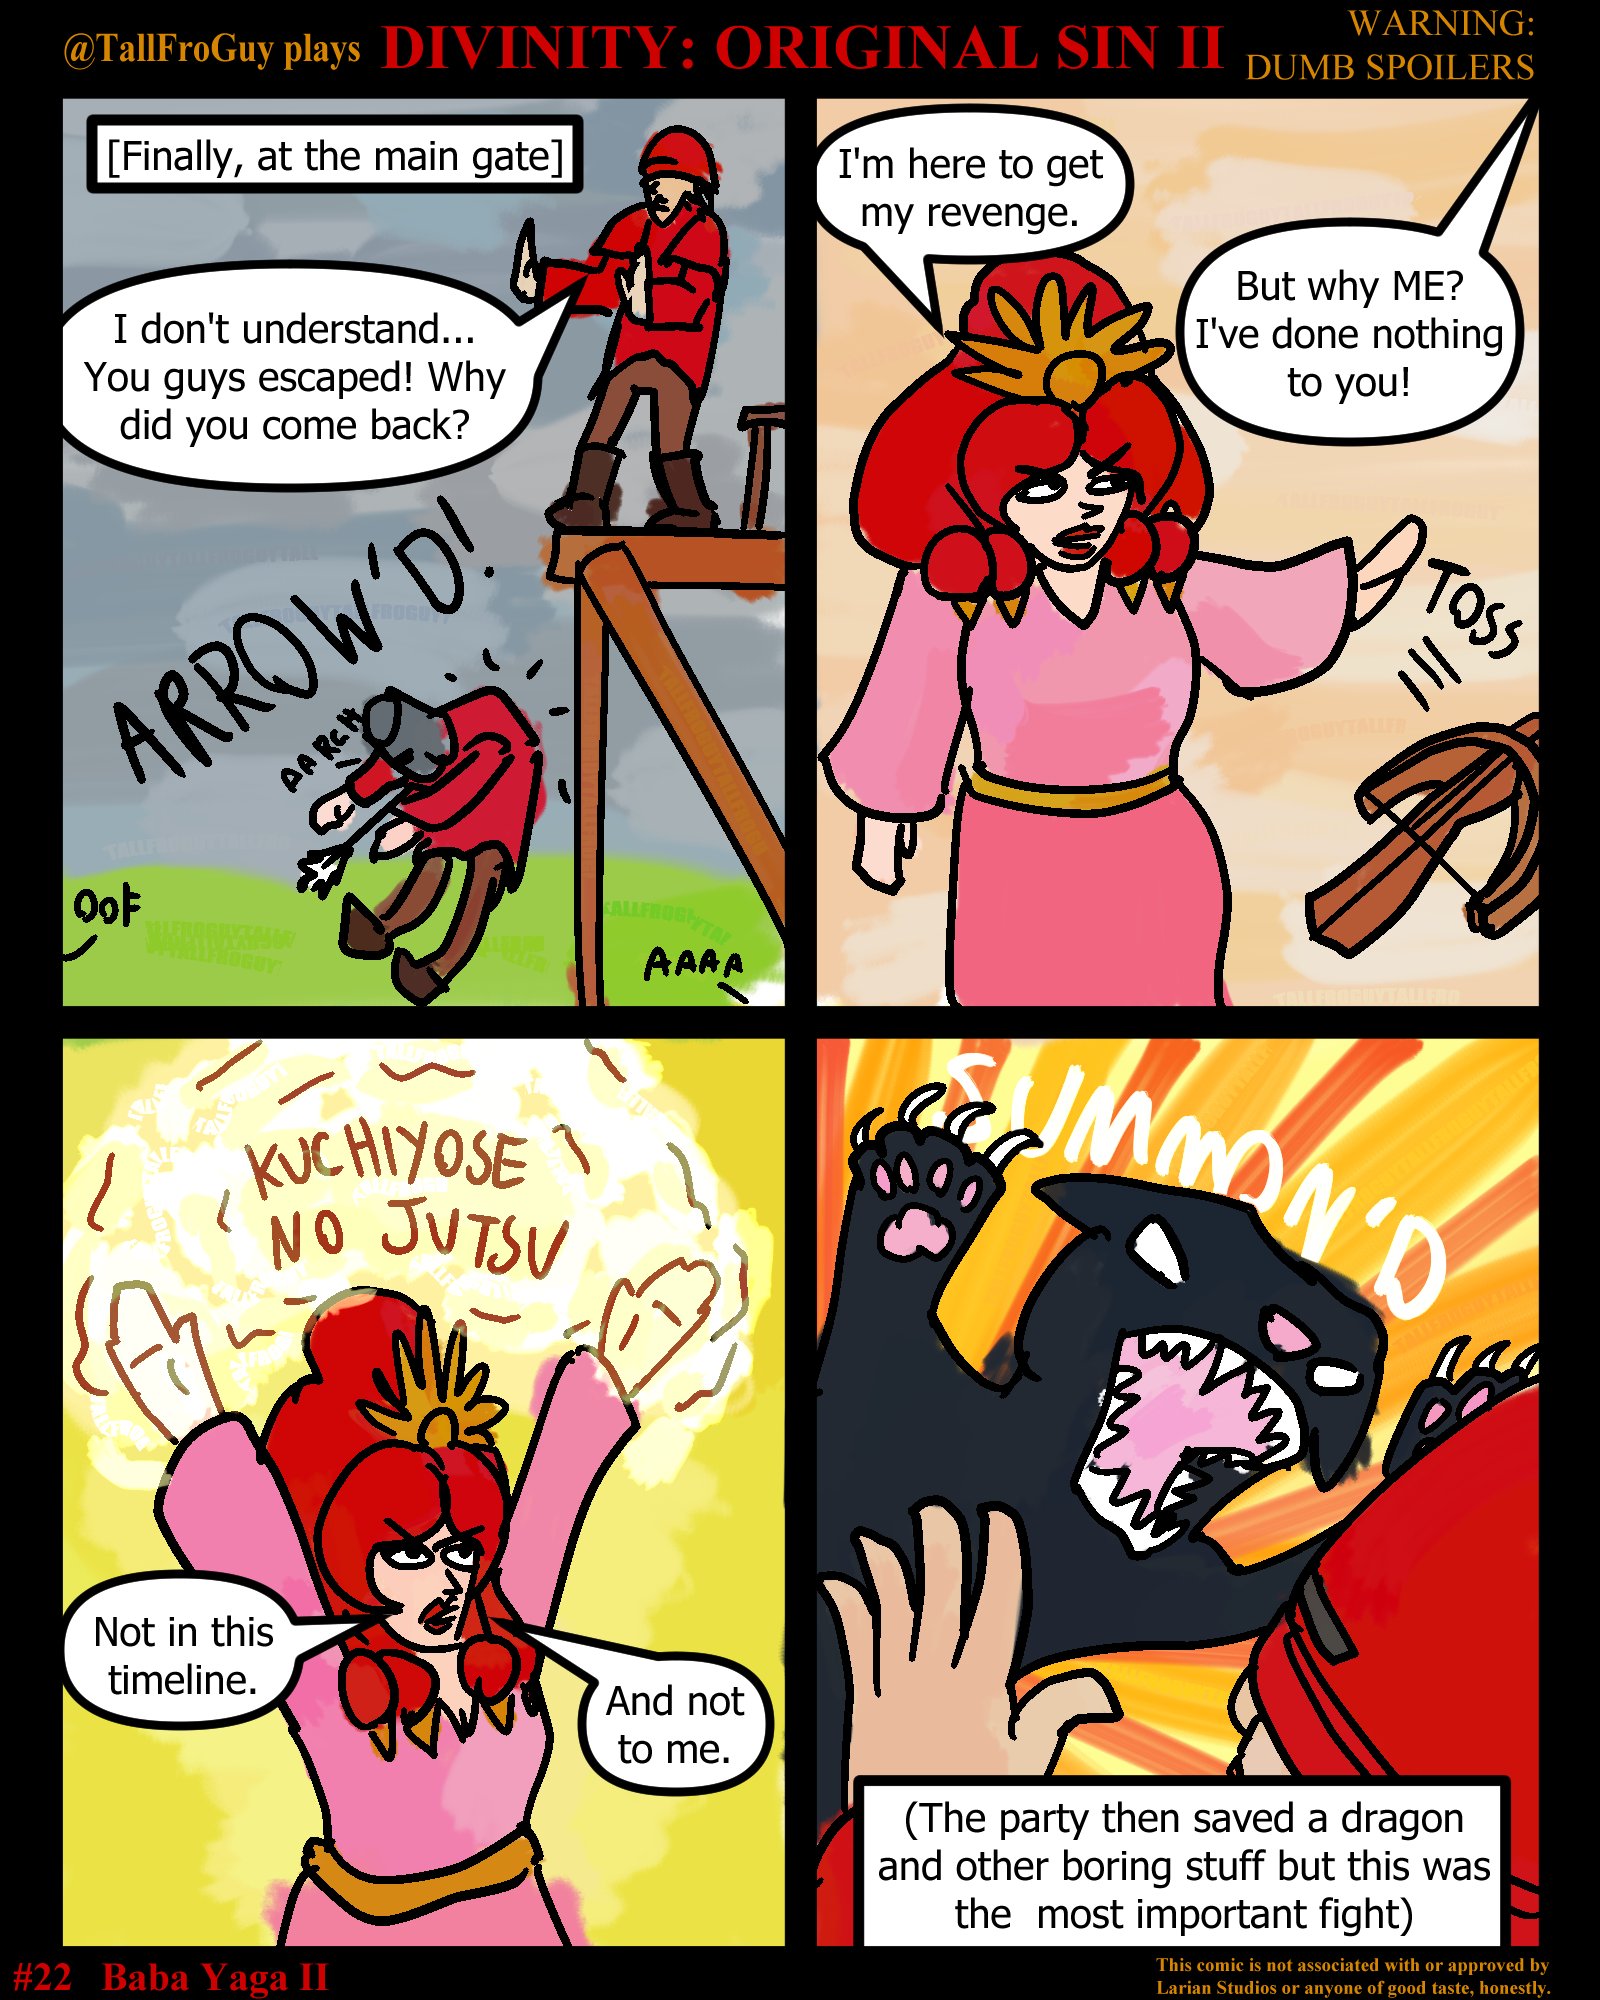 @TallFroGuy plays DIVINITY: ORIGINAL SIN II
WARNING:
DUMB SPOILERS
[Finally, at the main gate]
I don't understand...
You guys escaped! Why
did you come back?
ARROW'D!
AARGH
OOF
AAAA
I'm here to get
my revenge.
But why ME?
I've done nothing
to you!
TOSS
KUCHIYOSE
NO JUTSU
Not in this
timeline.
And not
to me.
SUMMON'D
(The party then saved a dragon
and other boring stuff but this was
the  most important fight)
#22 Baba Yaga II
This comic is not associated with or approved by
Larian Studios or anyone of good taste, honestly.